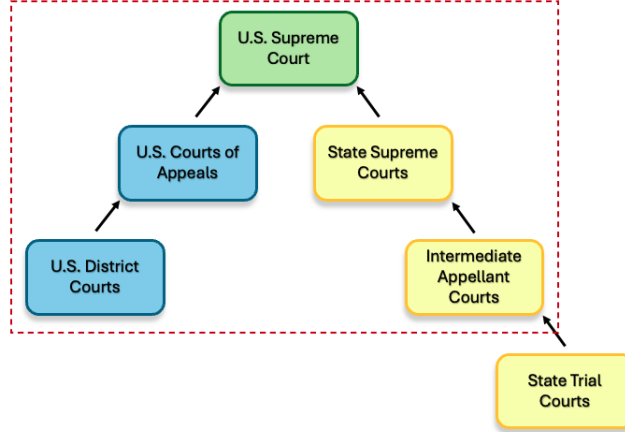 U.S. Supreme
Court
U.S. Courts of
Appeals
State Supreme
Courts
U.S. District
Courts
Intermediate
Appellant
Courts
State Trial
Courts